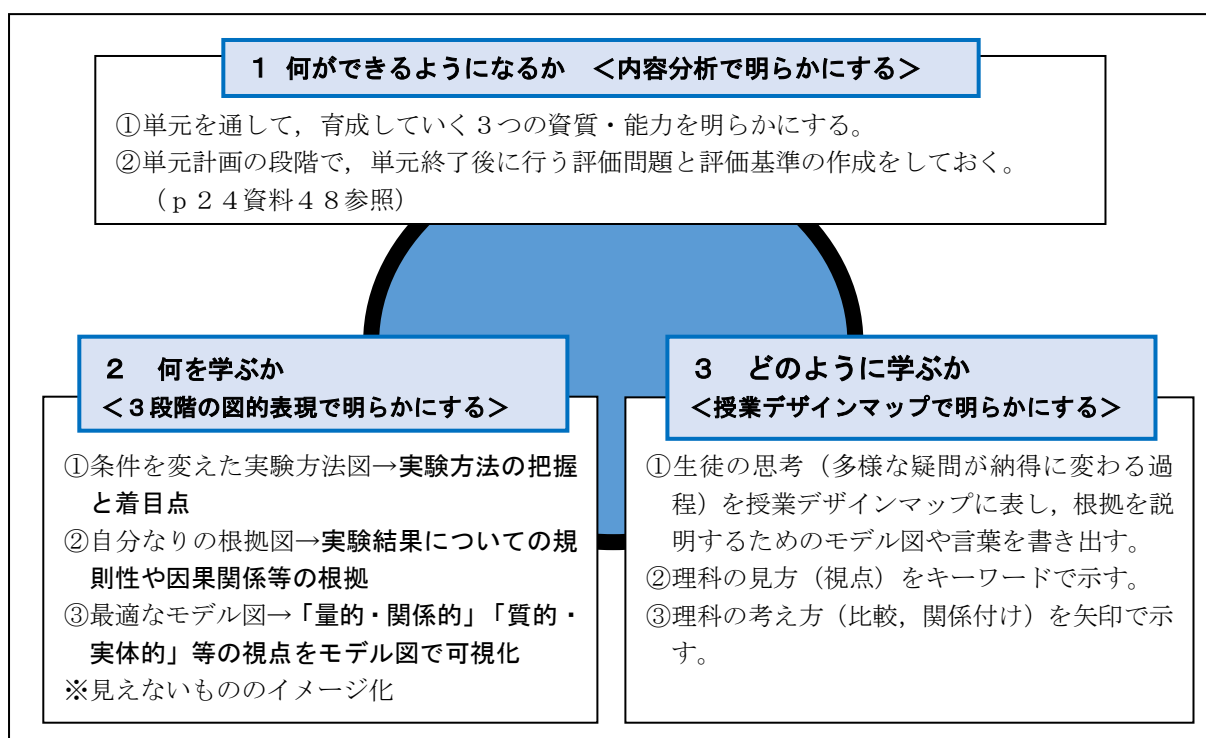 １ 何ができるようになるか　＜内容分析で明らかにする＞
①単元を通して，育成していく３つの資質・能力を明らかにする。
②単元計画の段階で，単元終了後に行う評価問題と評価基準の作成をしておく。
（ｐ２４資料４８参照）
２　何を学ぶか
＜３段階の図的表現で明らかにする＞
①条件を変えた実験方法図→実験方法の把握
と着目点
②自分なりの根拠図→実験結果についての規
則性や因果関係等の根拠
③最適なモデル図→「量的・関係的」「質的・
実体的」等の視点をモデル図で可視化
※見えないもののイメージ化
３　どのように学ぶか
＜授業デザインマップで明らかにする＞
①生徒の思考（多様な疑問が納得に変わる過
程）を授業デザインマップに表し，根拠を説
明するためのモデル図や言葉を書き出す。
②理科の見方（視点）をキーワードで示す。
③理科の考え方（比較，関係付け）を矢印で示
す。